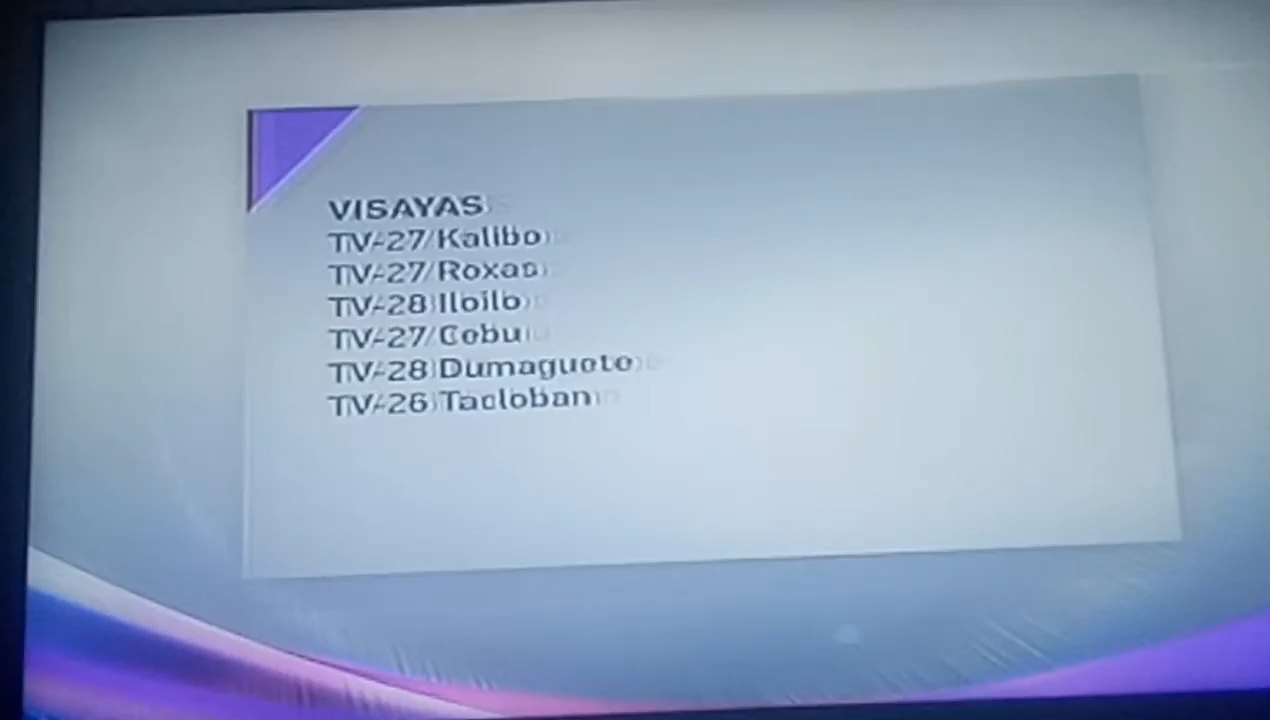 VISAYAS
TV-27 Kalibo
TV-27 Roxas
TV-28 Iloilo
TV-27 Cebu
TV-28 Dumaguete
TV-26 Tacloban